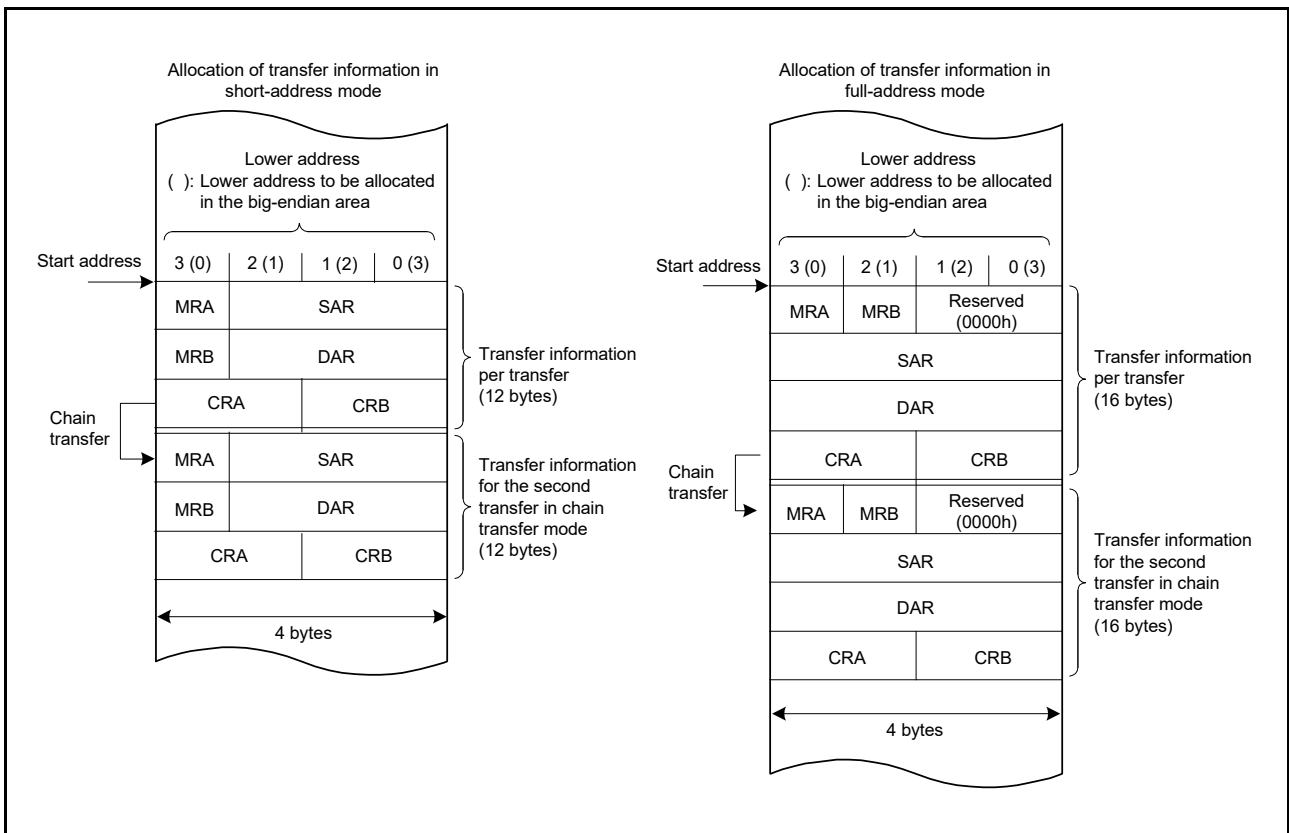 Allocation of transfer information in
short-address mode
Lower address
( ): Lower address to be allocated
in the big-endian area
Start address
3 (0) 2 (1) 1 (2) 0 (3)
MRA SAR
MRB DAR
CRA CRB
Transfer information
per transfer
(12 bytes)
Chain
transfer
MRA SAR
MRB DAR
CRA CRB
Transfer information
for the second
transfer in chain
transfer mode
(12 bytes)
4 bytes
Allocation of transfer information in
full-address mode
Lower address
( ): Lower address to be allocated
in the big-endian area
Start address
3 (0) 2 (1) 1 (2) 0 (3)
MRA MRB Reserved
(0000h)
SAR
DAR
CRA CRB
Transfer information
per transfer
(16 bytes)
Chain
transfer
MRA MRB Reserved
(0000h)
SAR
DAR
CRA CRB
Transfer information
for the second
transfer in chain
transfer mode
(16 bytes)
4 bytes